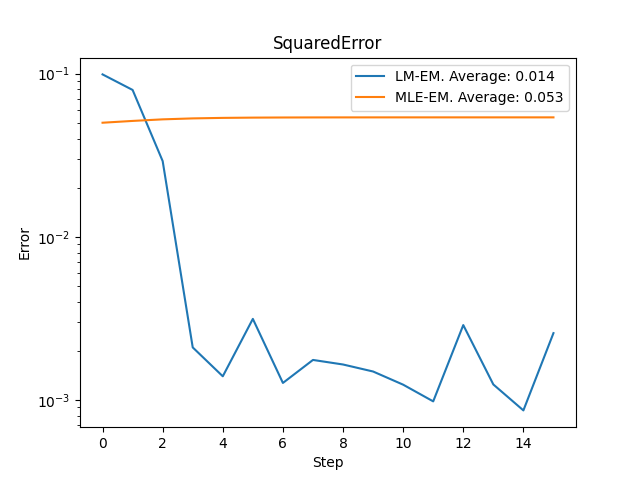 SquaredError
LM-EM. Average: 0.014
MLE-EM. Average: 0.053
Error
10⁻¹
10⁻²
10⁻³
0 2 4 6 8 10 12 14
Step